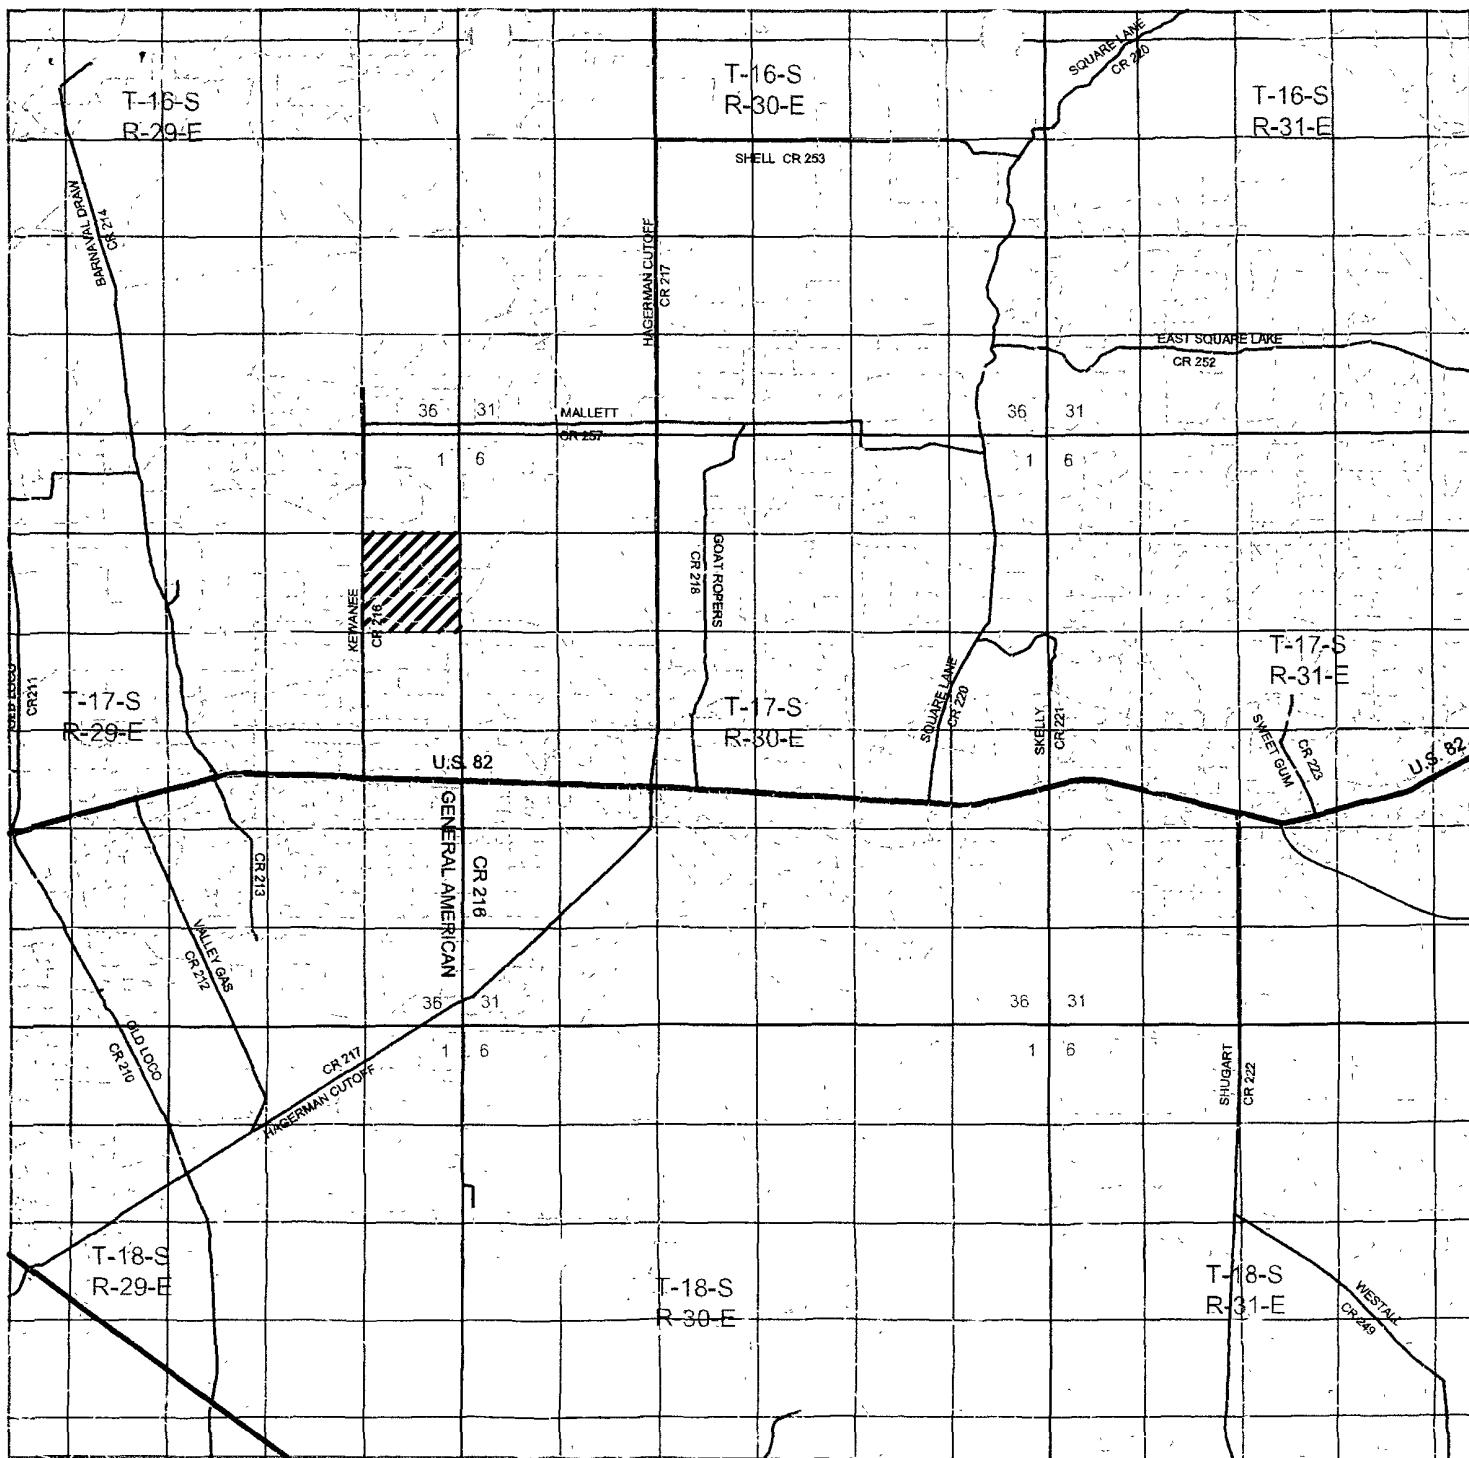 T-16-S
R-29-E
T-16-S
R-30-E
T-16-S
R-31-E
SQUARE LANE
CR 220
SHELL CR 253
BARNAVAL DRAW
CR 214
HAGERMAN CUTOFF
CR 217
EAST SQUARE LAKE
CR 252
36 31
MALLETT
CR 257
1 6
36 31
1 6
KEWANEE
CR 216
GOAT ROPERS
CR 218
CR211
T-17-S
R-29-E
T-17-S
R-30-E
T-17-S
R-31-E
SQUARE LANE
CR 220
SKELLY
CR 221
SWEET GUM
CR 223
U.S. 82
U.S. 82
GENERAL AMERICAN
CR 216
CR 213
VALLEY GAS
CR 212
OLD LOCO
CR 210
36 31
1 6
36 31
1 6
CR 217
HAGERMAN CUTOFF
SHUGART
CR 222
T-18-S
R-29-E
T-18-S
R-30-E
T-18-S
R-31-E
WESTALL
CR 249